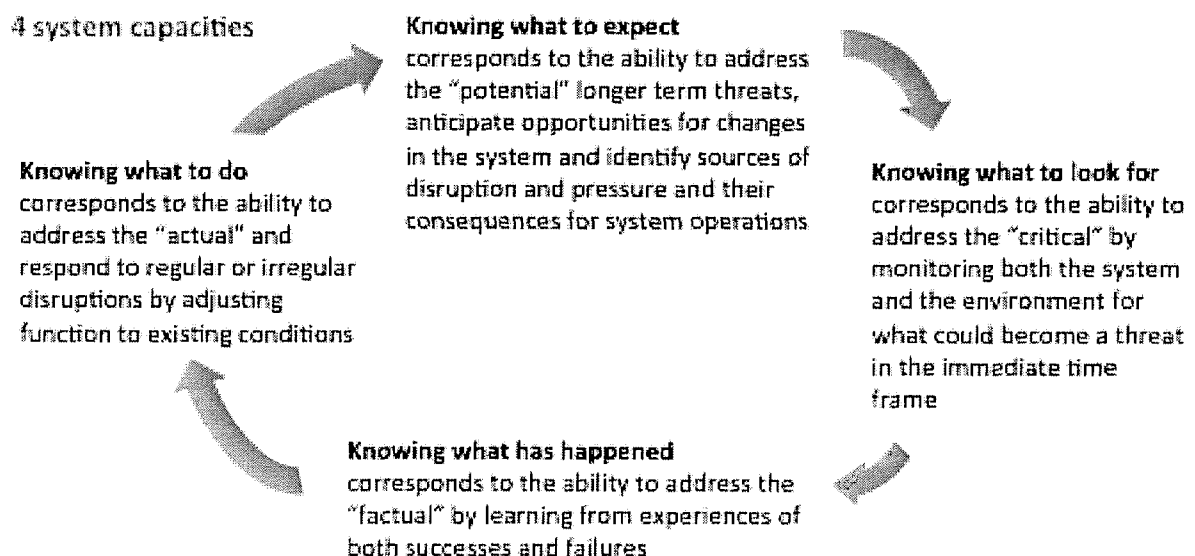 4 system capacities
Knowing what to expect
corresponds to the ability to address
the "potential" longer term threats,
anticipate opportunities for changes
in the system and identify sources of
disruption and pressure and their
consequences for system operations
Knowing what to look for
corresponds to the ability to
address the "critical" by
monitoring both the system
and the environment for
what could become a threat
in the immediate time
frame
Knowing what has happened
corresponds to the ability to address the
"factual" by learning from experiences of
both successes and failures
Knowing what to do
corresponds to the ability to
address the "actual" and
respond to regular or irregular
disruptions by adjusting
function to existing conditions